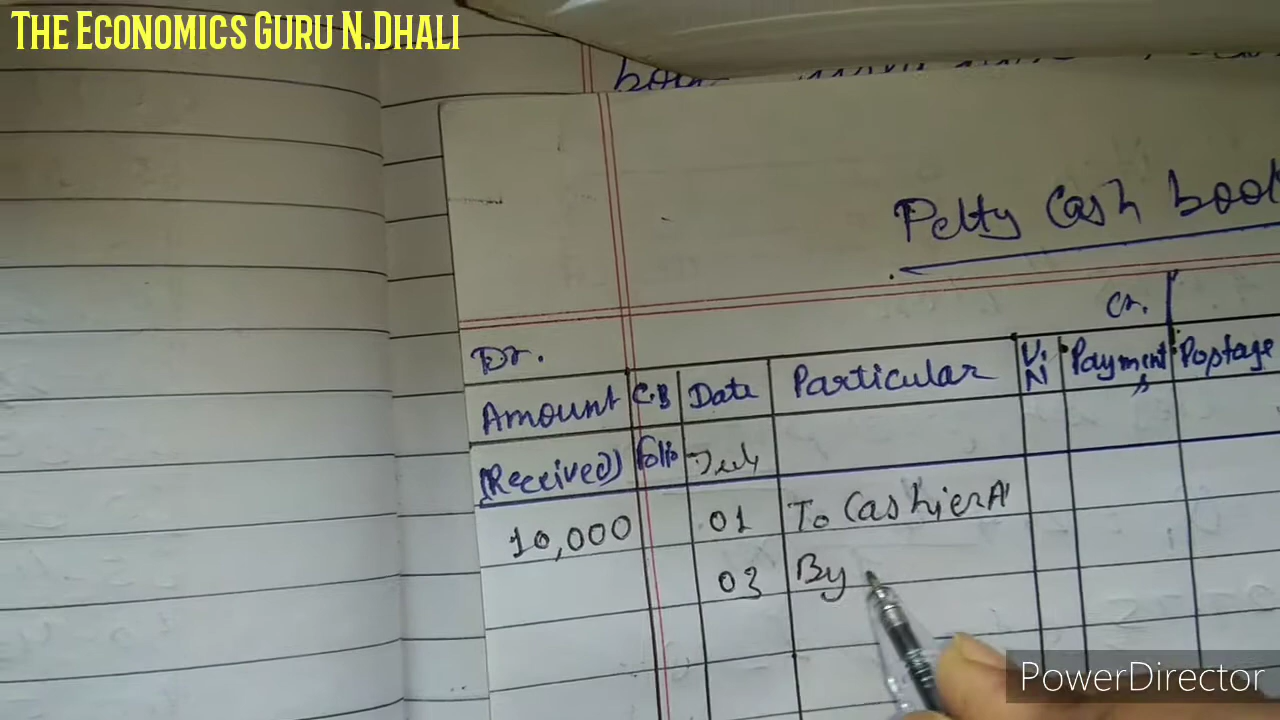 THE ECONOMICS GURU N.DHALI
Petty Cash book
Dr.
Cr.
Amount C.B Date Particular V. Payments Postage
N
(Received) folio July
10,000 01 To Cashier A/
03 By
PowerDirector